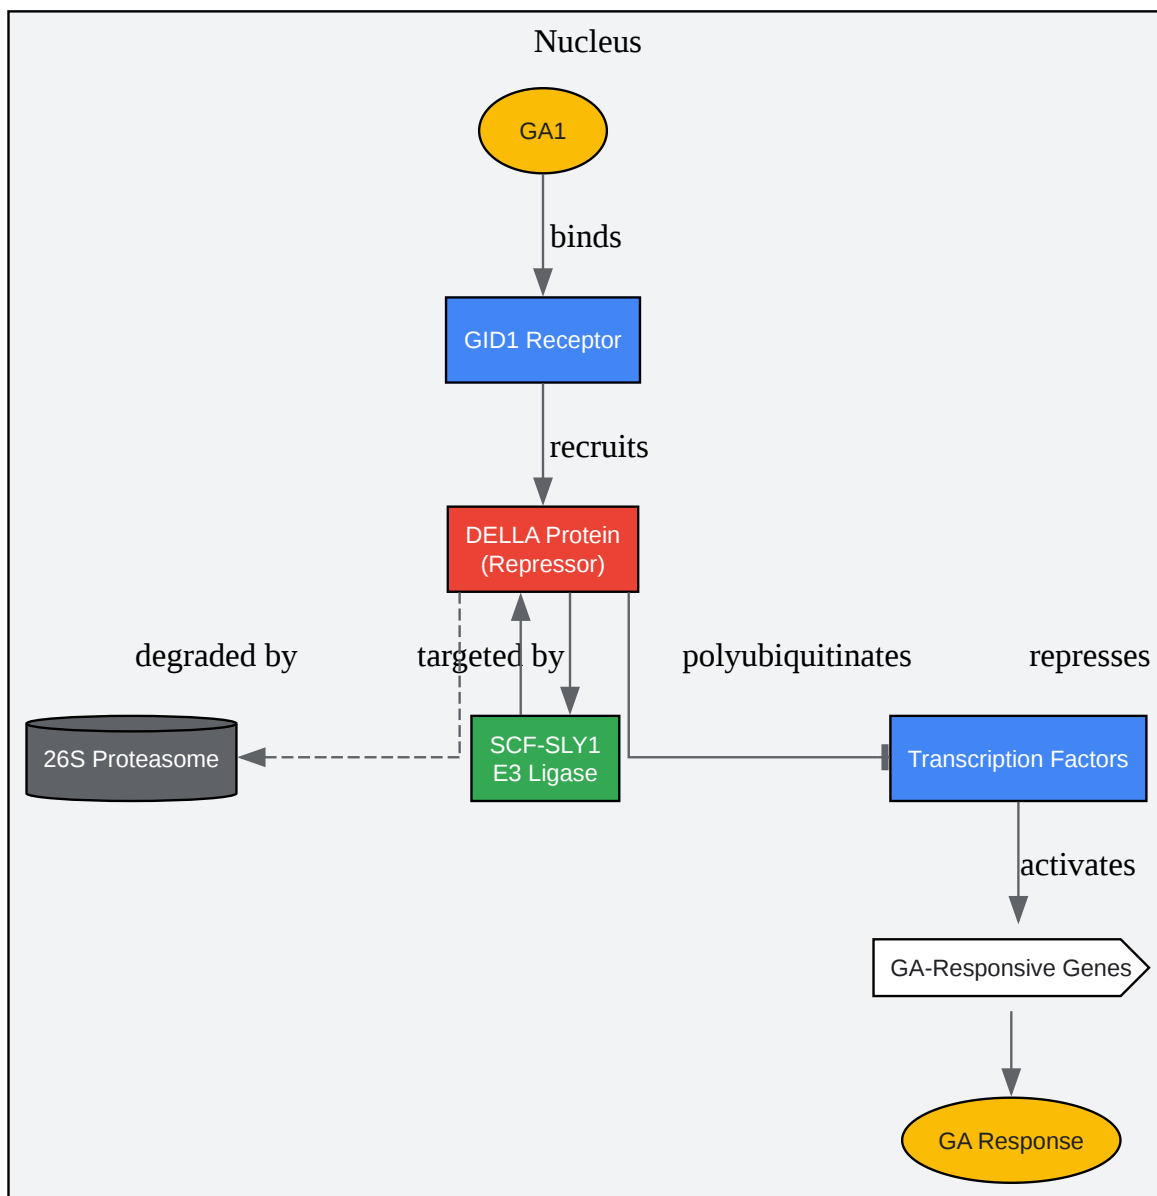 Nucleus
GA1
binds
GID1 Receptor
recruits
DELLA Protein
(Repressor)
degraded by
targeted by
polyubiquitinates
represses
26S Proteasome
SCF-SLY1
E3 Ligase
Transcription Factors
activates
GA-Responsive Genes
GA Response